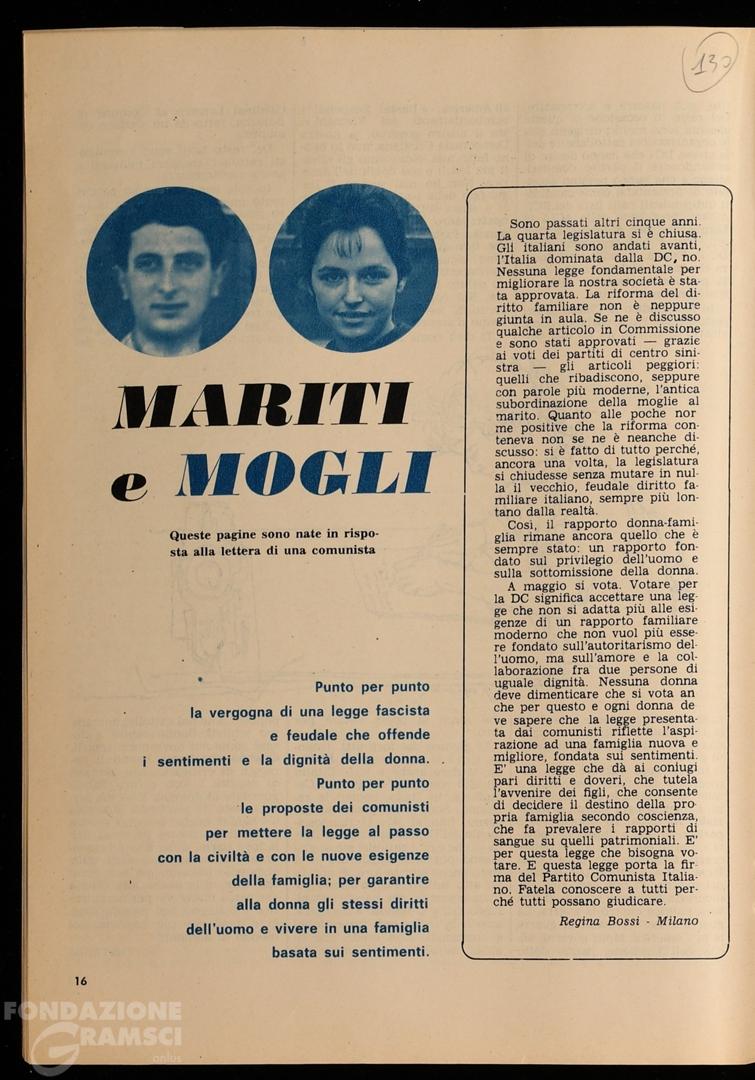 130
MARITI
e MOGLI
Queste pagine sono nate in rispo-
sta alla lettera di una comunista
Punto per punto
la vergogna di una legge fascista
e feudale che offende
i sentimenti e la dignità della donna.
Punto per punto
le proposte dei comunisti
per mettere la legge al passo
con la civiltà e con le nuove esigenze
della famiglia; per garantire
alla donna gli stessi diritti
dell'uomo e vivere in una famiglia
basata sui sentimenti.
Sono passati altri cinque anni.
La quarta legislatura si è chiusa.
Gli italiani sono andati avanti,
l'Italia dominata dalla DC, no.
Nessuna legge fondamentale per
migliorare la nostra società è sta-
ta approvata. La riforma del di-
ritto familiare non è neppure
giunta in aula. Se ne è discusso
qualche articolo in Commissione
e sono stati approvati — grazie
ai voti dei partiti di centro sini-
stra — gli articoli peggiori:
quelli che ribadiscono, seppure
con parole più moderne, l'antica
subordinazione della moglie al
marito. Quanto alle poche nor
me positive che la riforma con-
teneva non se ne è neanche di-
scusso: si è fatto di tutto perché,
ancora una volta, la legislatura
si chiudesse senza mutare in nul-
la il vecchio, feudale diritto fa-
miliare italiano, sempre più lon-
tano dalla realtà.
Così, il rapporto donna-fami-
glia rimane ancora quello che è
sempre stato: un rapporto fon-
dato sul privilegio dell'uomo e
sulla sottomissione della donna.
A maggio si vota. Votare per
la DC significa accettare una leg-
ge che non si adatta più alle esi-
genze di un rapporto familiare
moderno che non vuol più esse-
re fondato sull'autoritarismo del-
l'uomo, ma sull'amore e la col-
laborazione fra due persone di
uguale dignità. Nessuna donna
deve dimenticare che si vota an
che per questo e ogni donna de
ve sapere che la legge presenta-
ta dai comunisti riflette l'aspi-
razione ad una famiglia nuova e
migliore, fondata sui sentimenti.
E' una legge che dà ai coniugi
pari diritti e doveri, che tutela
l'avvenire dei figli, che consente
di decidere il destino della pro
pria famiglia secondo coscienza,
che fa prevalere i rapporti di
sangue su quelli patrimoniali. E'
per questa legge che bisogna vo-
tare. E questa legge porta la fir-
ma del Partito Comunista Italia-
no. Fatela conoscere a tutti per-
ché tutti possano giudicare.
Regina Bossi - Milano
16
FONDAZIONE
GRAMSCI
onlus